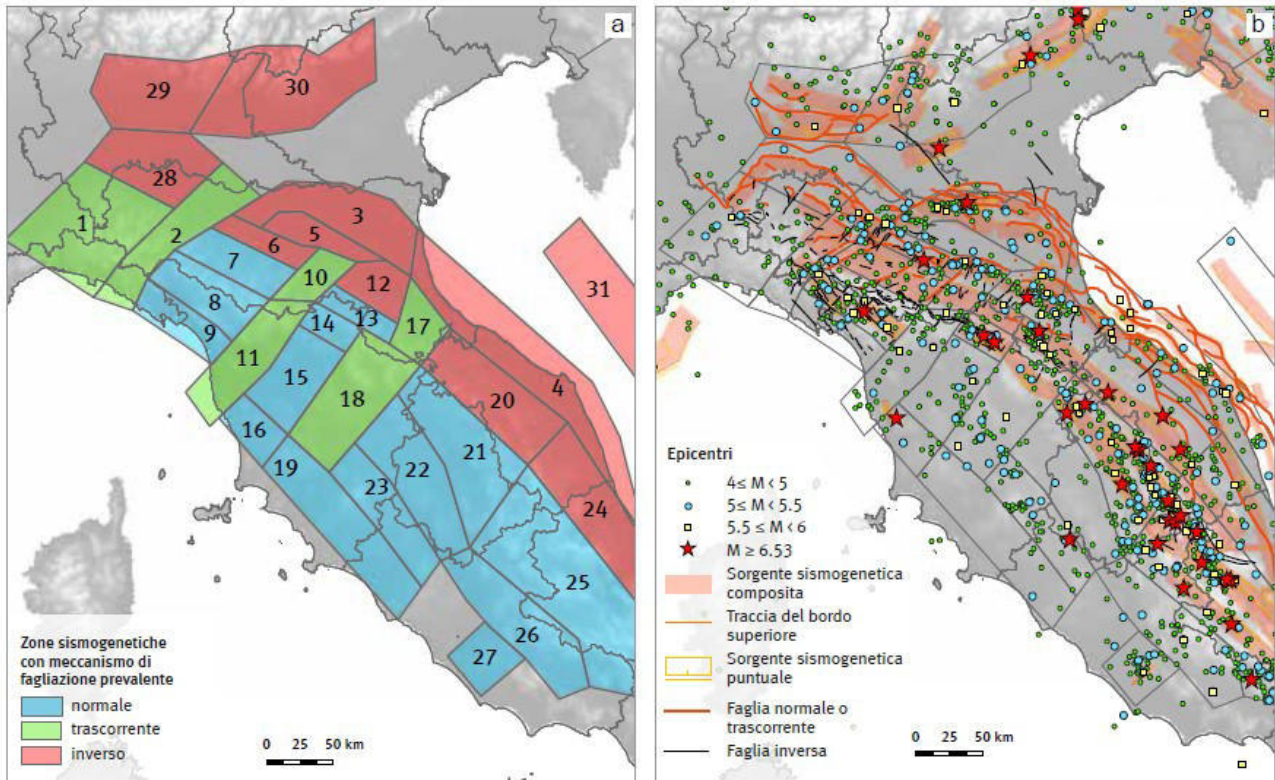 a
29
30
28
1
2
3
5
6
7
10
12
8
9
14
13
17
11
15
18
4
20
31
16
19
22
21
23
24
25
26
27
Zone sismogenetiche
con meccanismo di
fagliazione prevalente
normale
trascorrente
inverso
0 25 50 km
b
Epicentri
4≤ M < 5
5≤ M < 5.5
5.5 ≤ M < 6
M ≥ 6.53
Sorgente sismogenetica
composita
Traccia del bordo
superiore
Sorgente sismogenetica
puntuale
Faglia normale o
trascorrente
Faglia inversa
0 25 50 km